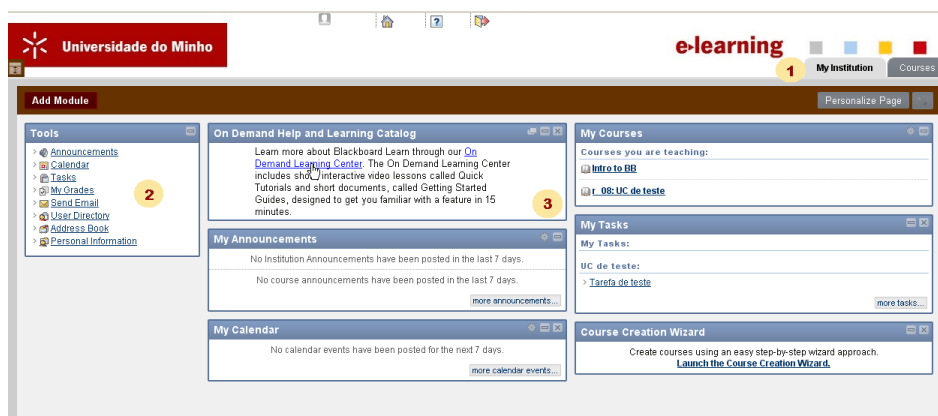 ?
Universidade do Minho
e-learning
1
My Institution
Courses
Add Module
Personalize Page
Tools
Announcements
Calendar
Tasks
My Grades
Send Email
User Directory
Address Book
Personal Information
2
On Demand Help and Learning Catalog
Learn more about Blackboard Learn through our On
Demand Learning Center. The On Demand Learning Center
includes short interactive video lessons called Quick
Tutorials and short documents, called Getting Started
Guides, designed to get you familiar with a feature in 15
minutes.
3
My Announcements
No Institution Announcements have been posted in the last 7 days.
No course announcements have been posted in the last 7 days.
more announcements...
My Calendar
No calendar events have been posted for the next 7 days.
more calendar events...
My Courses
Courses you are teaching:
Intro to BB
r_08: UC de teste
My Tasks
My Tasks:
UC de teste:
Tarefa de teste
more tasks...
Course Creation Wizard
Create courses using an easy step-by-step wizard approach.
Launch the Course Creation Wizard.